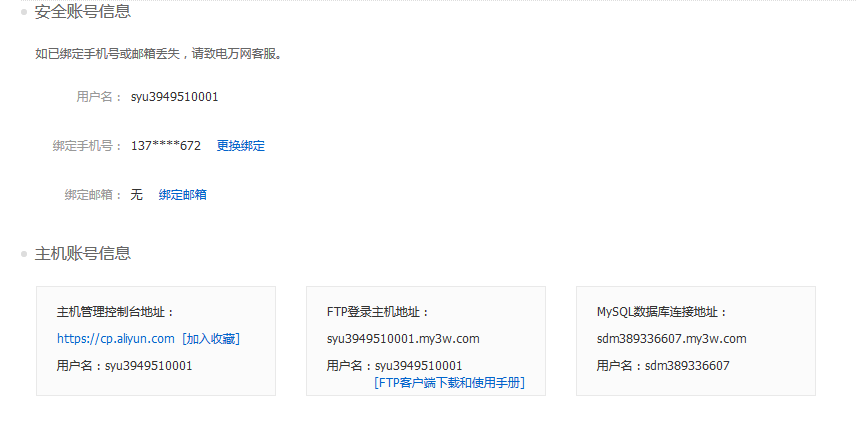 安全账号信息
如已绑定手机号或邮箱丢失，请致电万网客服。
用户名： syu3949510001
绑定手机号： 137****672 更换绑定
绑定邮箱： 无 绑定邮箱
主机账号信息
主机管理控制台地址：
https://cp.aliyun.com [加入收藏]
用户名：syu3949510001
FTP登录主机地址：
syu3949510001.my3w.com
用户名：syu3949510001
[FTP客户端下载和使用手册]
MySQL数据库连接地址：
sdm389336607.my3w.com
用户名：sdm389336607